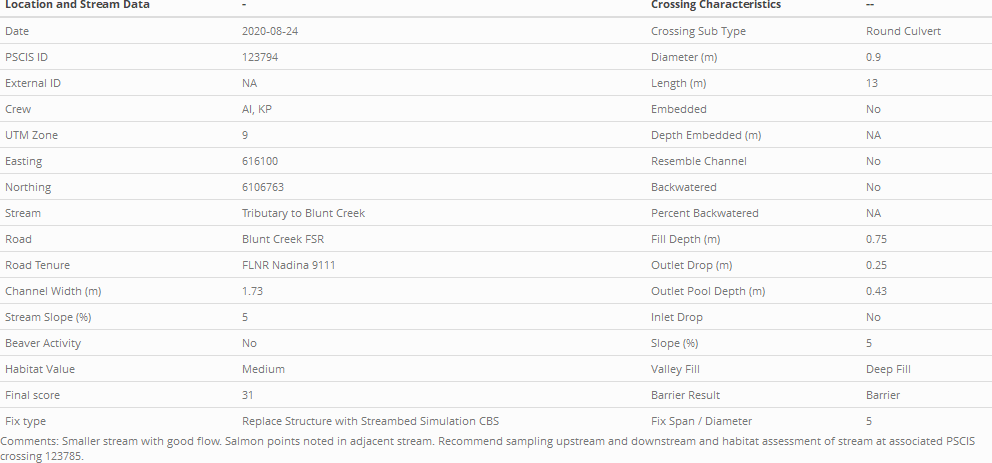 Location and Stream Data - Crossing Characteristics --
Date 2020-08-24 Crossing Sub Type Round Culvert
PSCIS ID 123794 Diameter (m) 0.9
External ID NA Length (m) 13
Crew AI, KP Embedded No
UTM Zone 9 Depth Embedded (m) NA
Easting 616100 Resemble Channel No
Northing 6106763 Backwatered No
Stream Tributary to Blunt Creek Percent Backwatered NA
Road Blunt Creek FSR Fill Depth (m) 0.75
Road Tenure FLNR Nadina 9111 Outlet Drop (m) 0.25
Channel Width (m) 1.73 Outlet Pool Depth (m) 0.43
Stream Slope (%) 5 Inlet Drop No
Beaver Activity No Slope (%) 5
Habitat Value Medium Valley Fill Deep Fill
Final score 31 Barrier Result Barrier
Fix type Replace Structure with Streambed Simulation CBS Fix Span / Diameter 5
Comments: Smaller stream with good flow. Salmon points noted in adjacent stream. Recommend sampling upstream and downstream and habitat assessment of stream at associated PSCIS
crossing 123785.